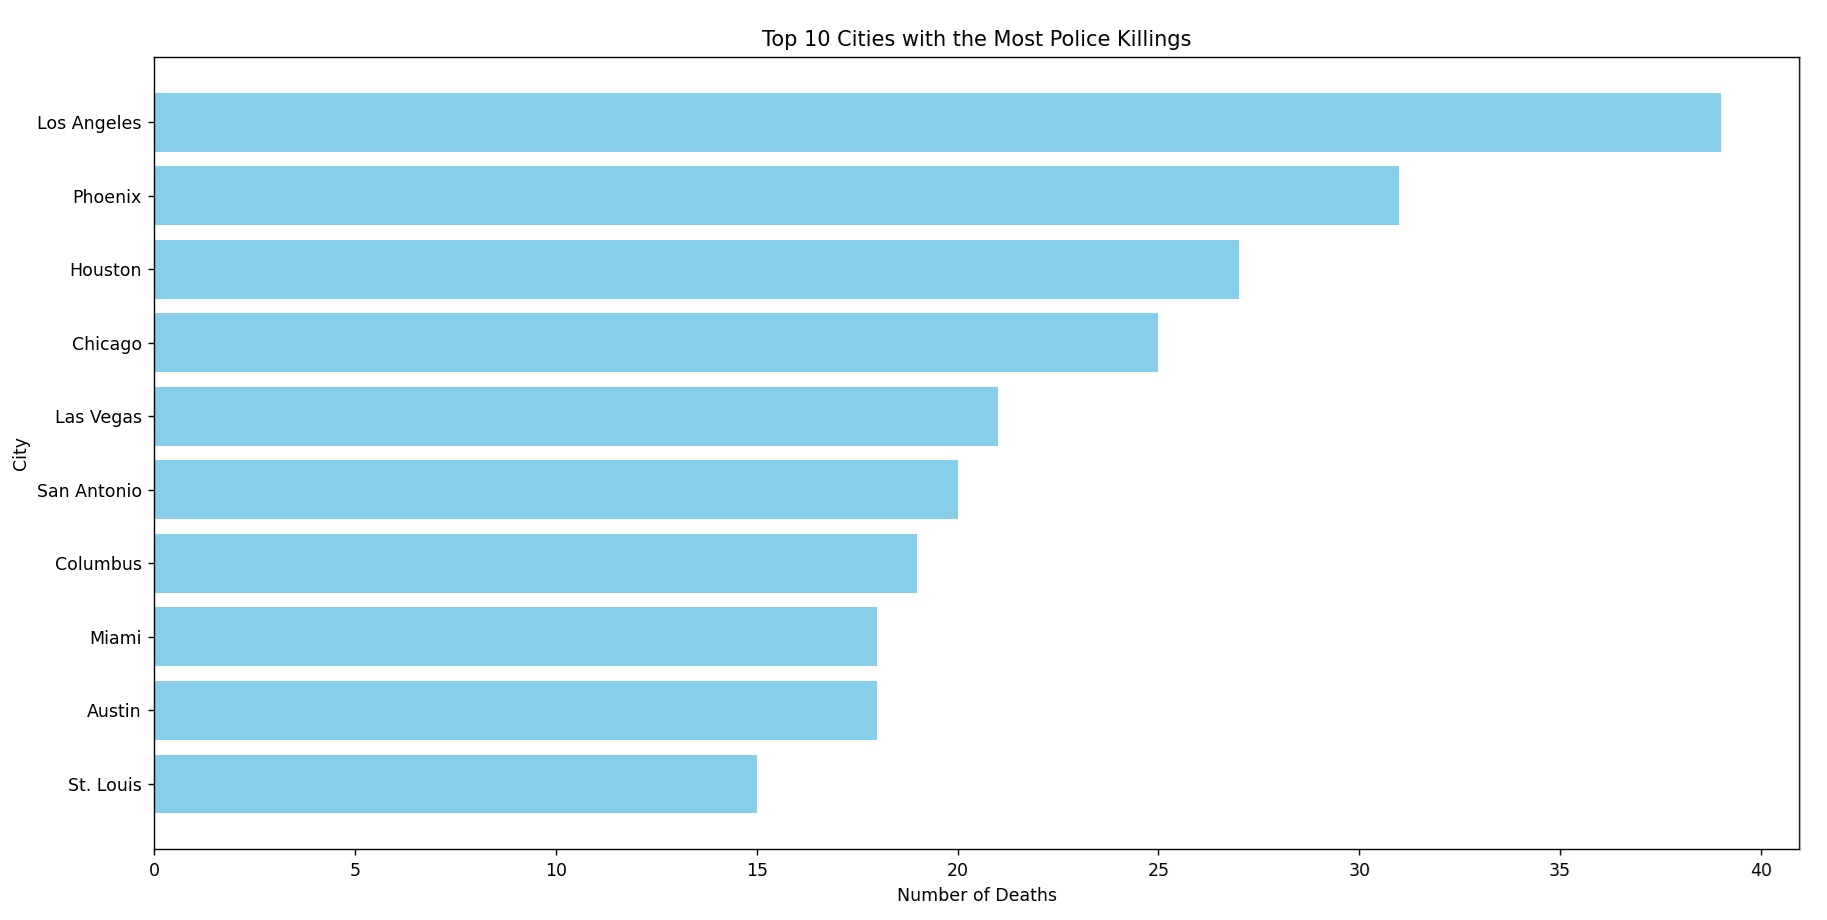 Top 10 Cities with the Most Police Killings
Los Angeles
Phoenix
Houston
Chicago
Las Vegas
San Antonio
Columbus
Miami
Austin
St. Louis
City
0 5 10 15 20 25 30 35 40
Number of Deaths